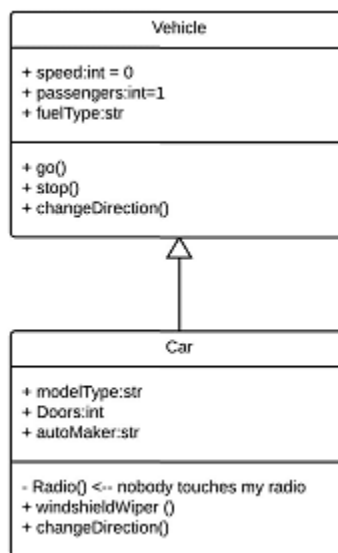 Vehicle
+ speed:int = 0
+ passengers:int=1
+ fuelType:str
+ go()
+ stop()
+ changeDirection()
Car
+ modelType:str
+ Doors:int
+ autoMaker:str
- Radio() <-- nobody touches my radio
+ windshieldWiper ()
+ changeDirection()